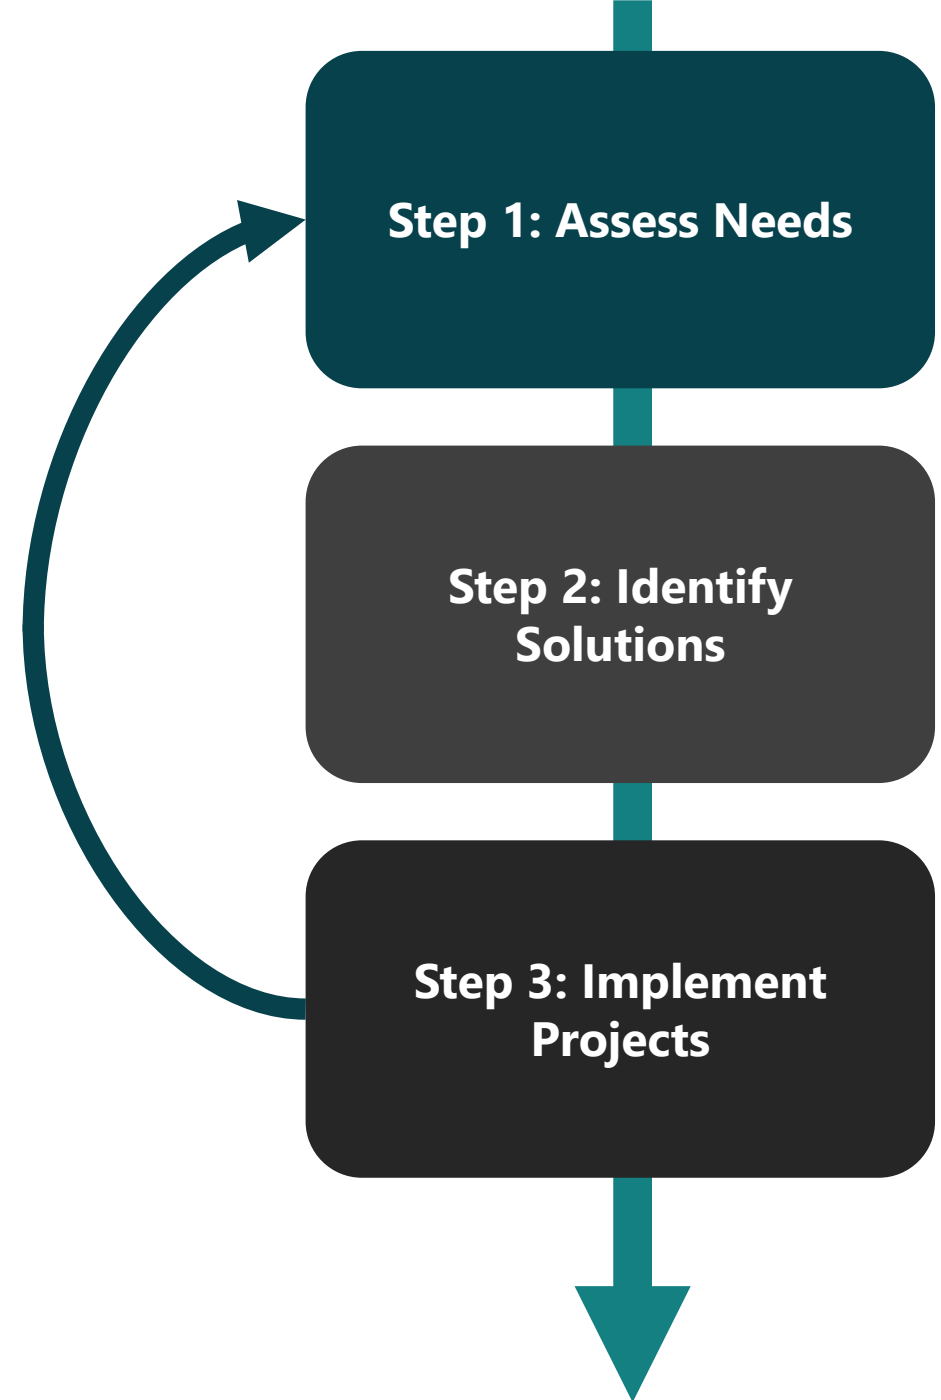 Step 1: Assess Needs
Step 2: Identify
Solutions
Step 3: Implement
Projects